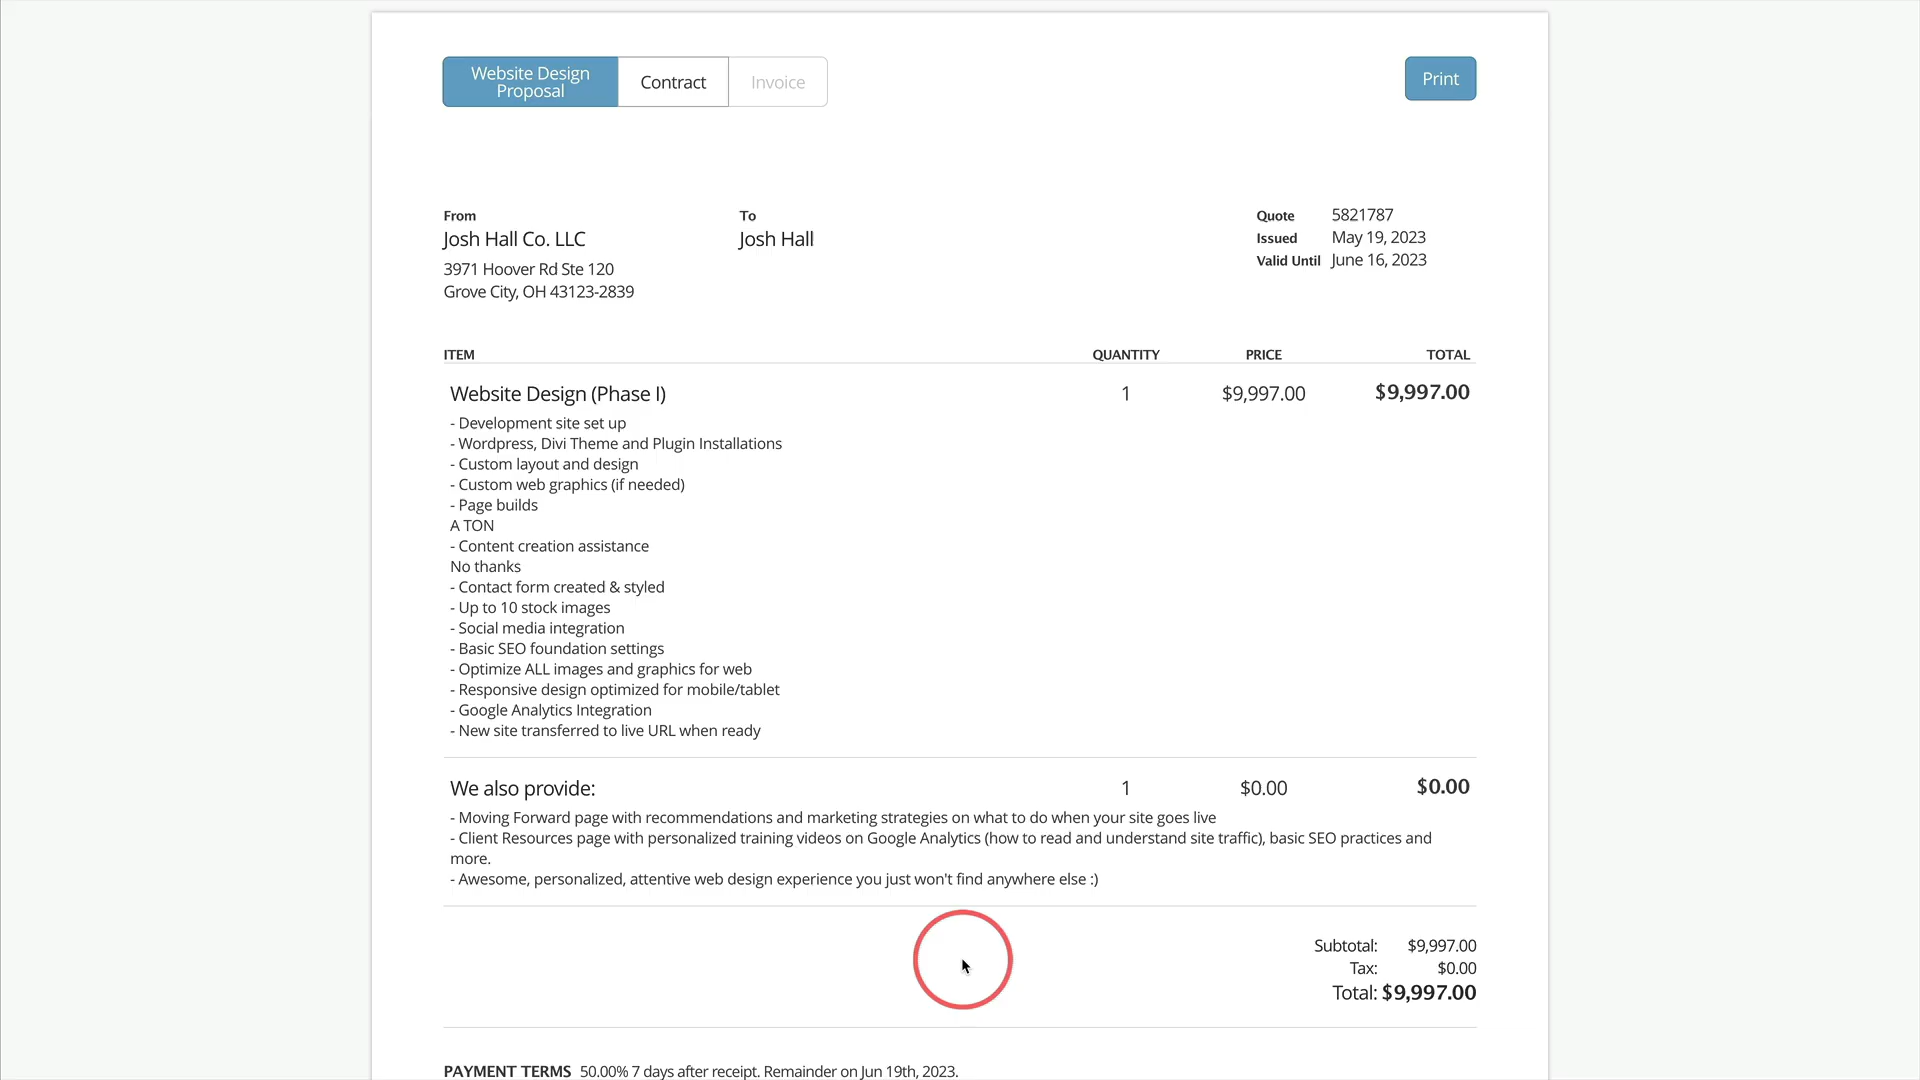 Website Design
Proposal
Contract
Invoice
Print
From
Josh Hall Co. LLC
3971 Hoover Rd Ste 120
Grove City, OH 43123-2839
To
Josh Hall
Quote 5821787
Issued May 19, 2023
Valid Until June 16, 2023
ITEM QUANTITY PRICE TOTAL
Website Design (Phase I) 1 $9,997.00 $9,997.00
- Development site set up
- Wordpress, Divi Theme and Plugin Installations
- Custom layout and design
- Custom web graphics (if needed)
- Page builds
A TON
- Content creation assistance
No thanks
- Contact form created & styled
- Up to 10 stock images
- Social media integration
- Basic SEO foundation settings
- Optimize ALL images and graphics for web
- Responsive design optimized for mobile/tablet
- Google Analytics Integration
- New site transferred to live URL when ready
We also provide: 1 $0.00 $0.00
- Moving Forward page with recommendations and marketing strategies on what to do when your site goes live
- Client Resources page with personalized training videos on Google Analytics (how to read and understand site traffic), basic SEO practices and
more.
- Awesome, personalized, attentive web design experience you just won't find anywhere else :)
Subtotal: $9,997.00
Tax: $0.00
Total: $9,997.00
PAYMENT TERMS 50.00% 7 days after receipt. Remainder on Jun 19th, 2023.